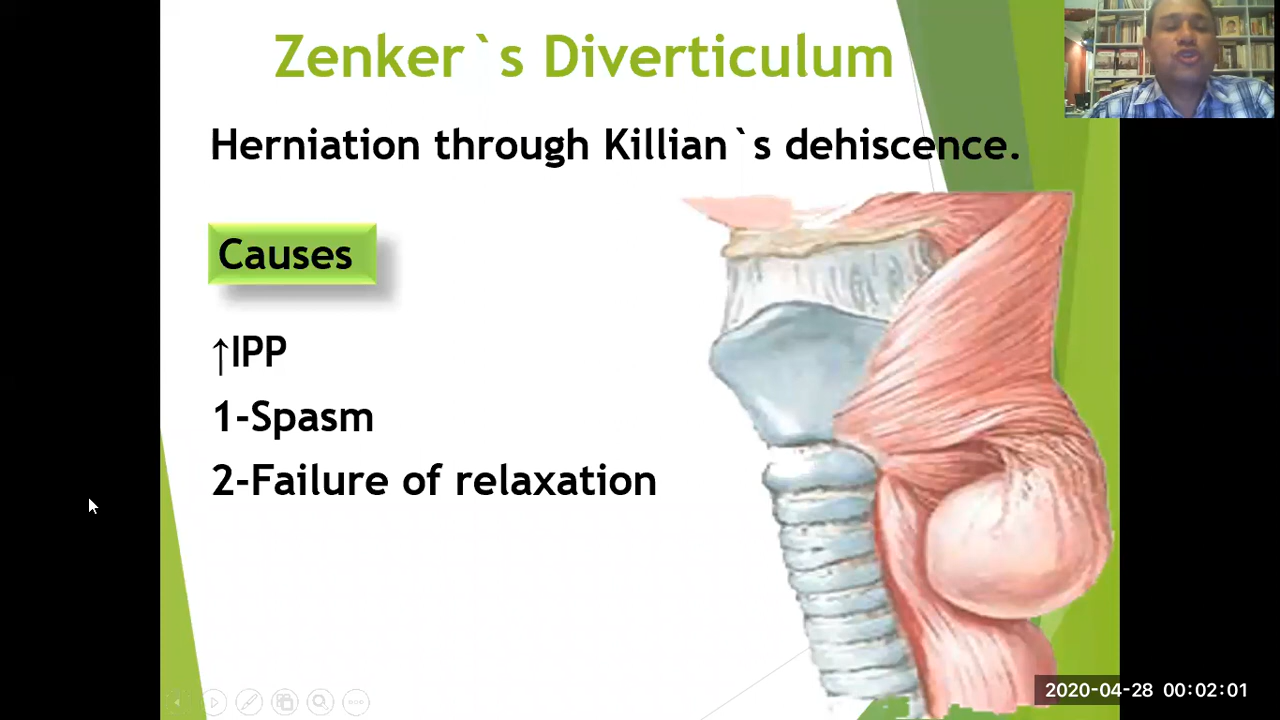 Zenker`s Diverticulum
Herniation through Killian`s dehiscence.
Causes
↑IPP
1-Spasm
2-Failure of relaxation
2020-04-28 00:02:01